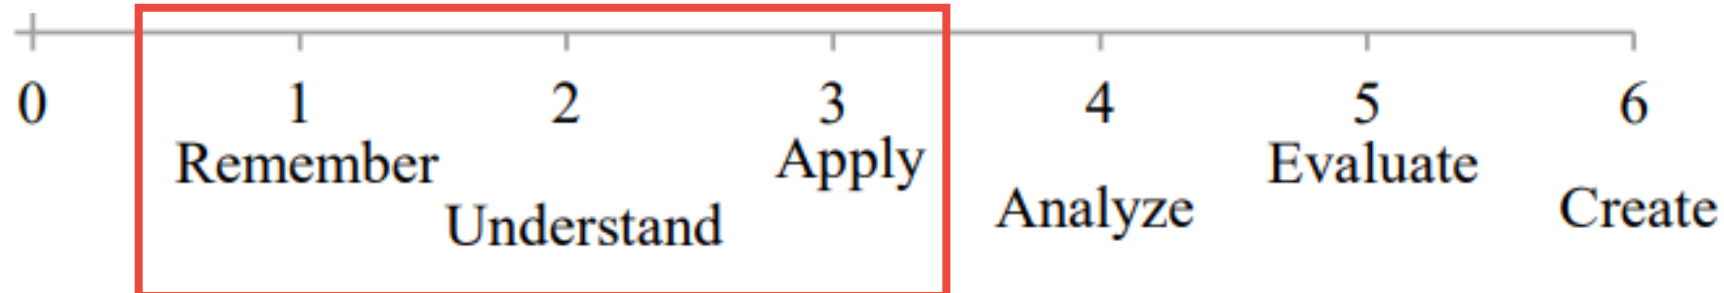 0 1 2 3 4 5 6
Remember Apply Evaluate
Understand Analyze Create